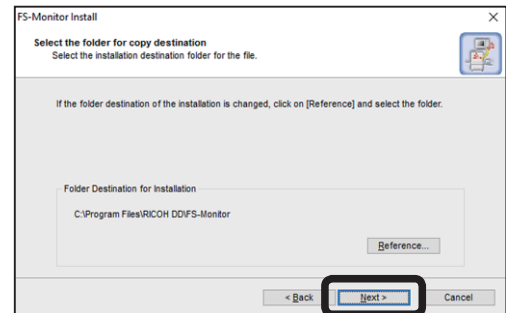 FS-Monitor Install
Select the folder for copy destination
Select the installation destination folder for the file.
If the folder destination of the installation is changed, click on [Reference] and select the folder.
Folder Destination for Installation
C:\Program Files\RICOH DD\FS-Monitor
Reference...
< Back Next > Cancel